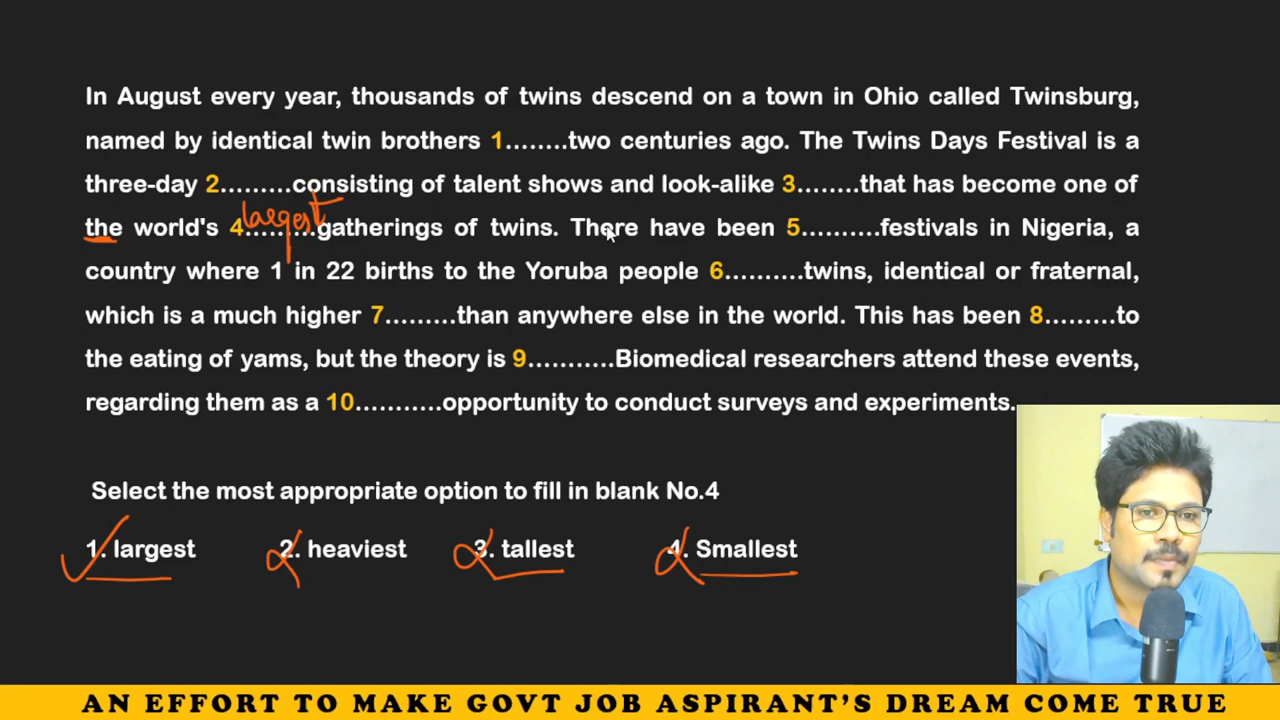 In August every year, thousands of twins descend on a town in Ohio called Twinsburg,
named by identical twin brothers 1........two centuries ago. The Twins Days Festival is a
three-day 2.........consisting of talent shows and look-alike 3........that has become one of
the world's 4.........gatherings of twins. There have been 5..........festivals in Nigeria, a
largest
country where 1 in 22 births to the Yoruba people 6..........twins, identical or fraternal,
which is a much higher 7.........than anywhere else in the world. This has been 8.........to
the eating of yams, but the theory is 9...........Biomedical researchers attend these events,
regarding them as a 10...........opportunity to conduct surveys and experiments.
Select the most appropriate option to fill in blank No.4
1. largest 2. heaviest 3. tallest 4. Smallest
AN EFFORT TO MAKE GOVT JOB ASPIRANT'S DREAM COME TRUE